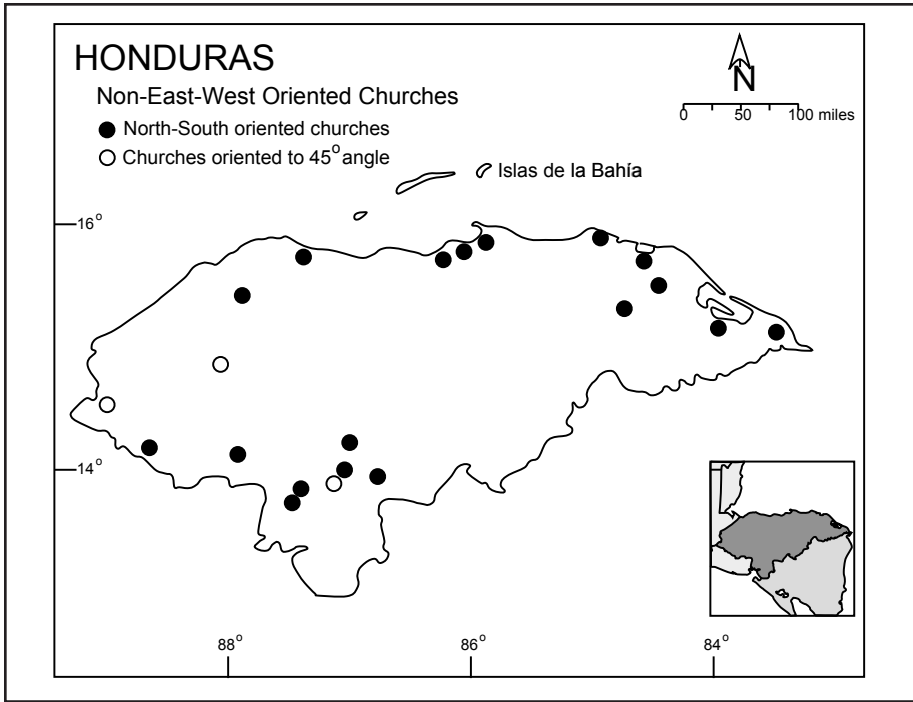 HONDURAS
Non-East-West Oriented Churches
North-South oriented churches
Churches oriented to 45° angle
N
0 50 100 miles
Islas de la Bahía
16°
14°
88° 86° 84°